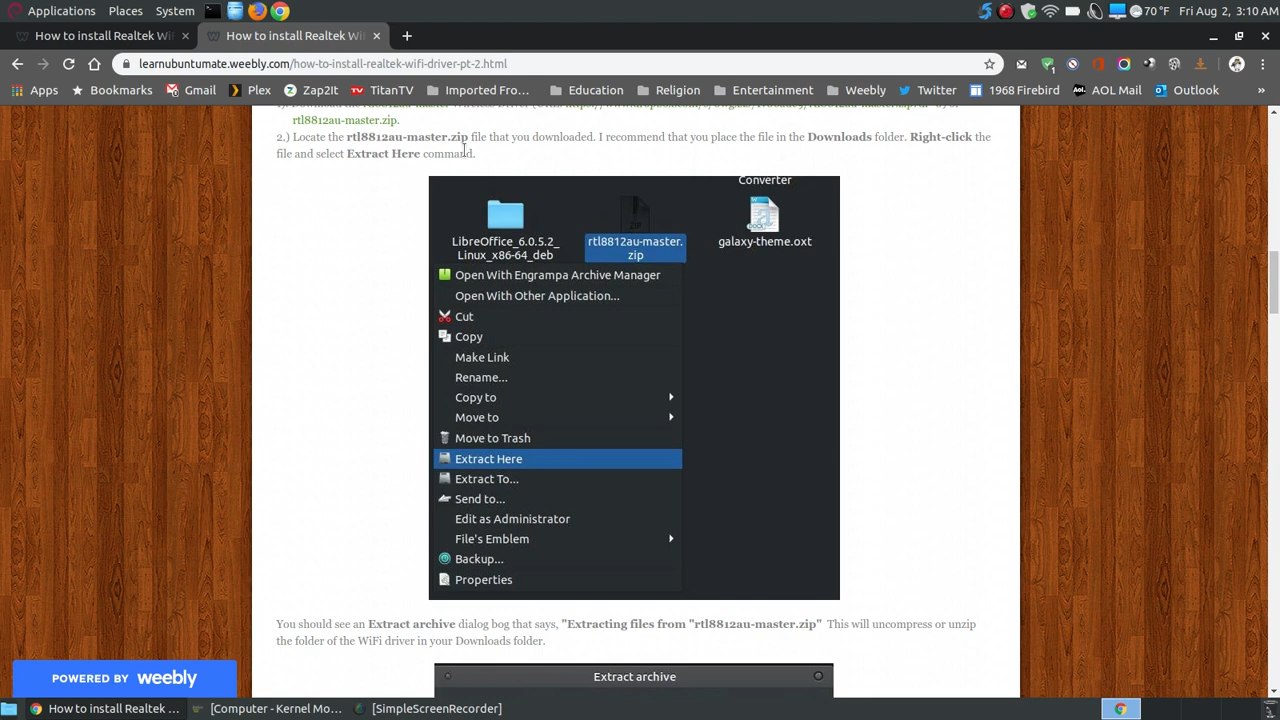 Applications Places System 70 °F Fri Aug 2, 3:10 AM
How to install Realtek WiF
How to install Realtek WiF
learnubuntumate.weebly.com/how-to-install-realtek-wifi-driver-pt-2.html
Apps Bookmarks Gmail Plex Zap2It TitanTV Imported Fro... Religion Education Entertainment Weebly Twitter 1968 Firebird AOL Mail Outlook
rtl8812au-master.zip.
2.) Locate the rtl8812au-master.zip file that you downloaded. I recommend that you place the file in the Downloads folder. Right-click the
file and select Extract Here command.
Converter
LibreOffice_6.0.5.2_
Linux_x86-64_deb
rtl8812au-master.
zip
galaxy-theme.oxt
Open With Engrampa Archive Manager
Open With Other Application...
Cut
Copy
Make Link
Rename...
Copy to
Move to
Move to Trash
Extract Here
Extract To...
Send to...
Edit as Administrator
File's Emblem
Backup...
Properties
You should see an Extract archive dialog bog that says, "Extracting files from "rtl8812au-master.zip" This will uncompress or unzip
the folder of the WiFi driver in your Downloads folder.
POWERED BY weebly
Extract archive
How to install Realtek ... [Computer - Kernel Mo... [SimpleScreenRecorder]